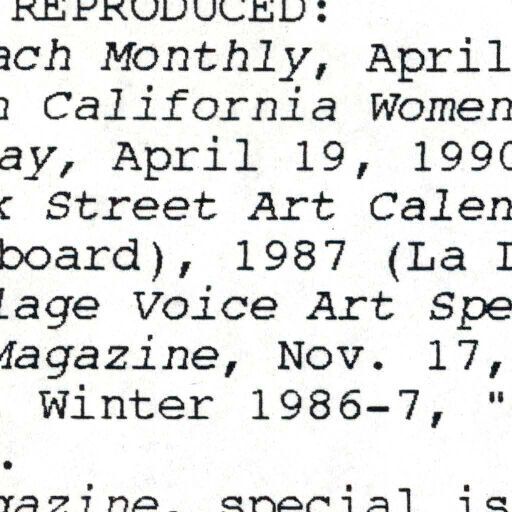 REPRODUCED:
ach Monthly, April
n California Women
ay, April 19, 1990
k Street Art Calen
board), 1987 (La
lage Voice Art Spe
Magazine, Nov. 17,
Winter 1986-7, "
.
gazine, special is